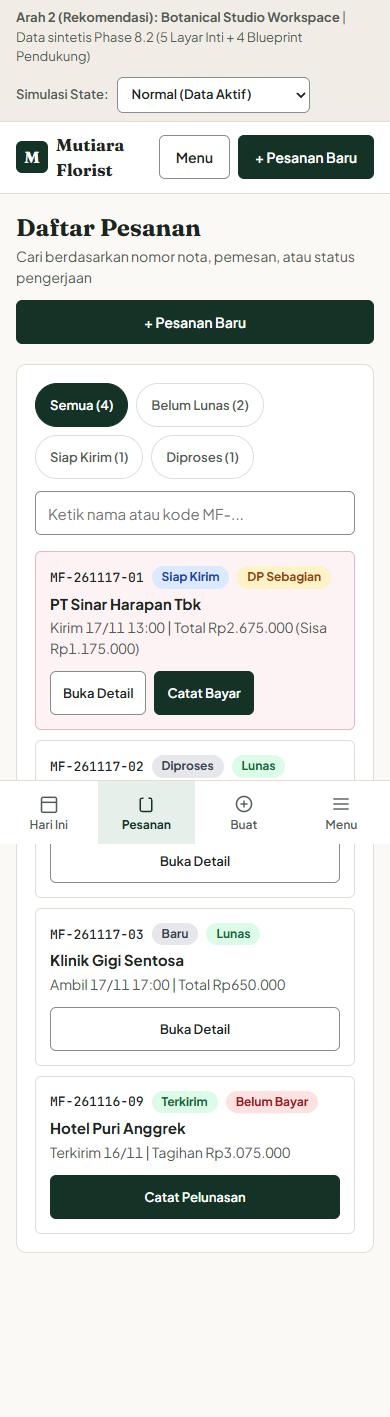 Arah 2 (Rekomendasi): Botanical Studio Workspace |
Data sintetis Phase 8.2 (5 Layar Inti + 4 Blueprint
Pendukung)
Simulasi State: Normal (Data Aktif)
M Mutiara
Florist
Menu
+ Pesanan Baru
Daftar Pesanan
Cari berdasarkan nomor nota, pemesan, atau status
pengerjaan
+ Pesanan Baru
Semua (4) Belum Lunas (2)
Siap Kirim (1) Diproses (1)
Ketik nama atau kode MF-...
MF-261117-01 Siap Kirim DP Sebagian
PT Sinar Harapan Tbk
Kirim 17/11 13:00 | Total Rp2.675.000 (Sisa
Rp1.175.000)
Buka Detail Catat Bayar
MF-261117-02 Diproses Lunas
Hari Ini Pesanan Buat Menu
Buka Detail
MF-261117-03 Baru Lunas
Klinik Gigi Sentosa
Ambil 17/11 17:00 | Total Rp650.000
Buka Detail
MF-261116-09 Terkirim Belum Bayar
Hotel Puri Anggrek
Terkirim 16/11 | Tagihan Rp3.075.000
Catat Pelunasan